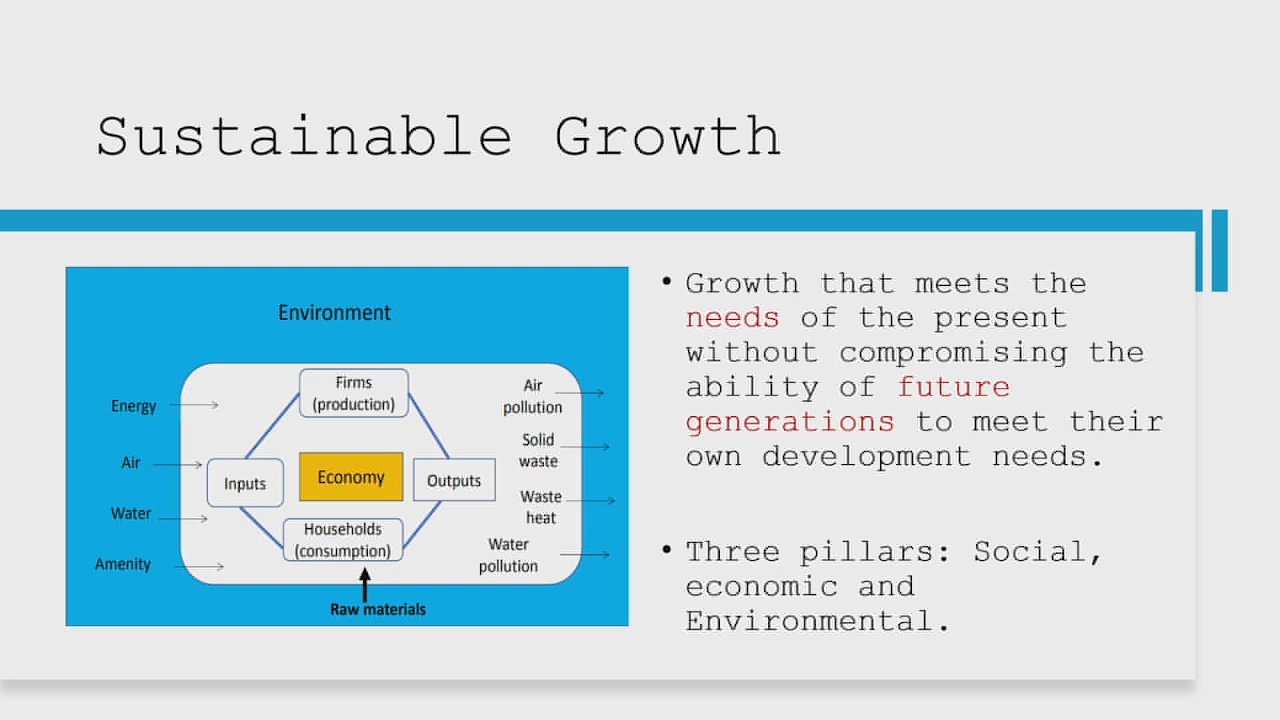 Sustainable Growth
Environment
Energy
Air
Water
Amenity
Firms
(production)
Inputs
Economy
Outputs
Households
(consumption)
Raw materials
Air
pollution
Solid
waste
Waste
heat
Water
pollution
• Growth that meets the
needs of the present
without compromising the
ability of future
generations to meet their
own development needs.
• Three pillars: Social,
economic and
Environmental.